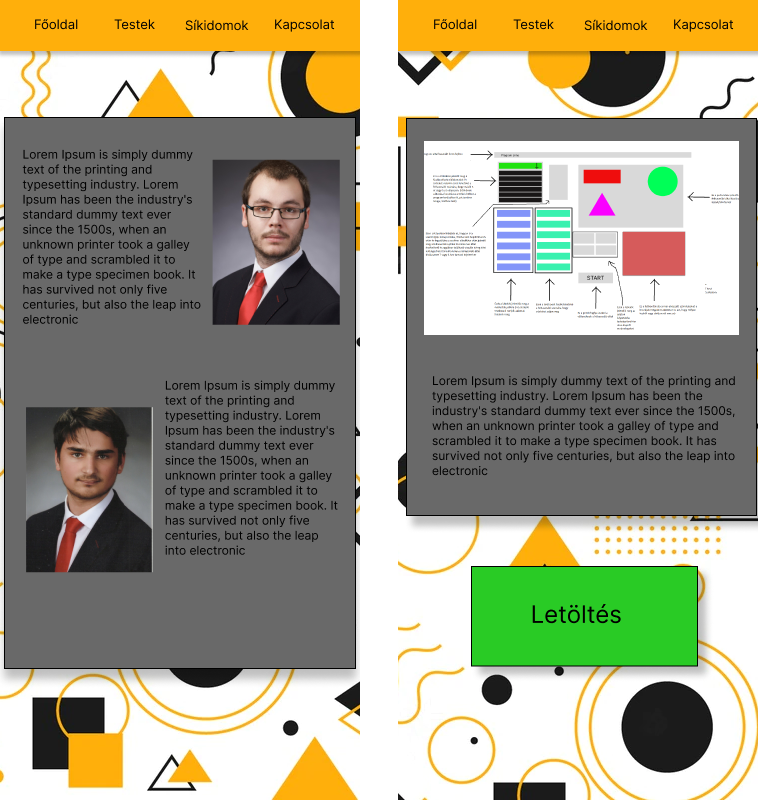 Főoldal Testek Síkidomok Kapcsolat
Lorem Ipsum is simply dummy
text of the printing and
typesetting industry. Lorem
Ipsum has been the industry's
standard dummy text ever
since the 1500s, when an
unknown printer took a galley
of type and scrambled it to
make a type specimen book. It
has survived not only five
centuries, but also the leap into
electronic
Lorem Ipsum is simply dummy
text of the printing and
typesetting industry. Lorem
Ipsum has been the industry's
standard dummy text ever
since the 1500s, when an
unknown printer took a galley
of type and scrambled it to
make a type specimen book. It
has survived not only five
centuries, but also the leap
into electronic
Főoldal Testek Síkidomok Kapcsolat
START
Lorem Ipsum is simply dummy text of the printing and
typesetting industry. Lorem Ipsum has been the
industry's standard dummy text ever since the 1500s,
when an unknown printer took a galley of type and
scrambled it to make a type specimen book. It has
survived not only five centuries, but also the leap into
electronic
Letöltés